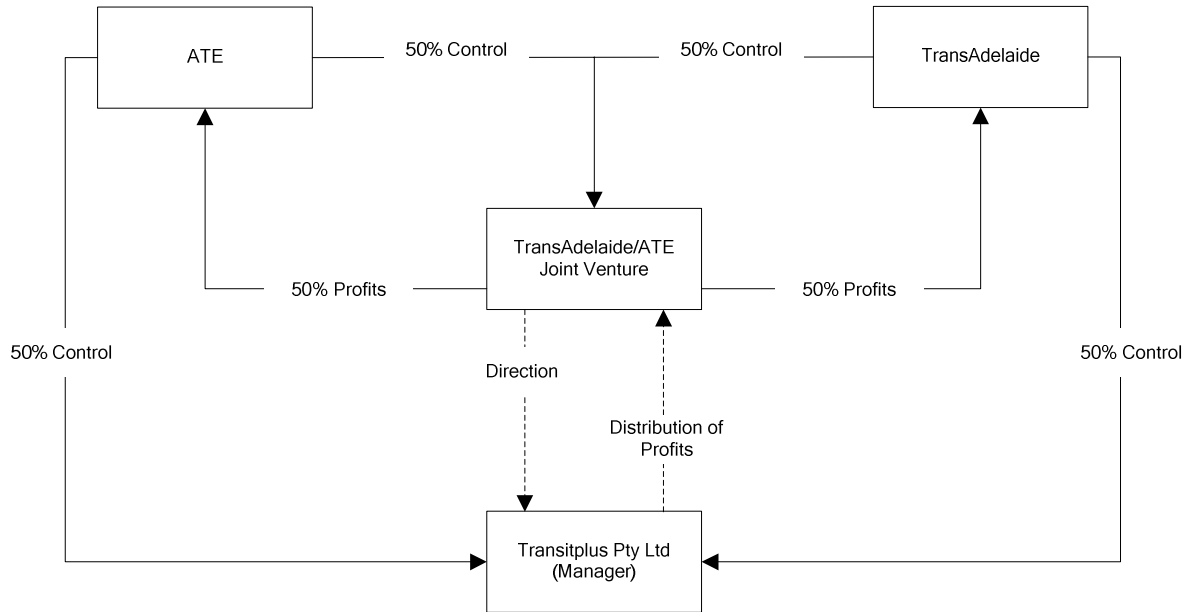 ATE
50% Control
50% Control
TransAdelaide
TransAdelaide/ATE
Joint Venture
50% Profits
50% Profits
50% Control
50% Control
Direction
Distribution of
Profits
Transitplus Pty Ltd
(Manager)